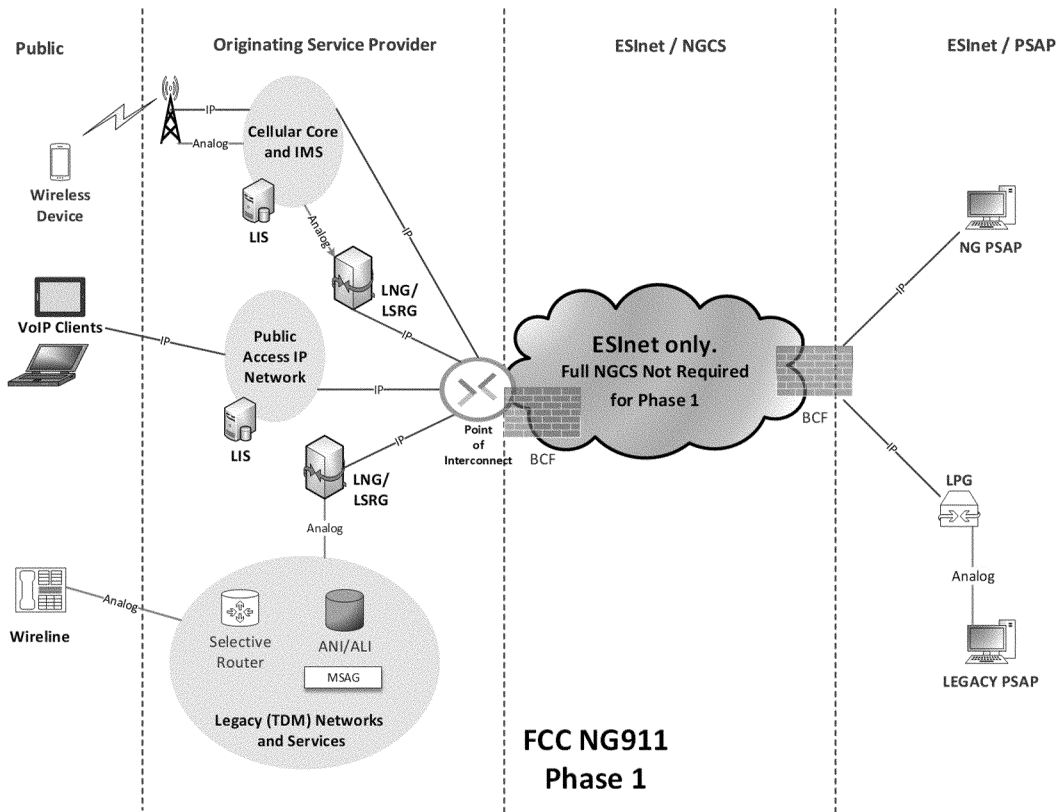 Public
Originating Service Provider
ESInet / NGCS
ESInet / PSAP
IP
Analog
Cellular Core
and IMS
Wireless
Device
LIS
Analog
IP
NG PSAP
LNG/
LSRG
IP
IP
VoIP Clients
IP
Public
Access IP
Network
IP
ESInet only.
Full NGCS Not Required
for Phase 1
BCF
LIS
Point
of
Interconnect
BCF
IP
IP
LNG/
LSRG
LPG
Analog
Analog
Analog
Wireline
Selective
Router
ANI/ALI
MSAG
LEGACY PSAP
Legacy (TDM) Networks
and Services
FCC NG911
Phase 1